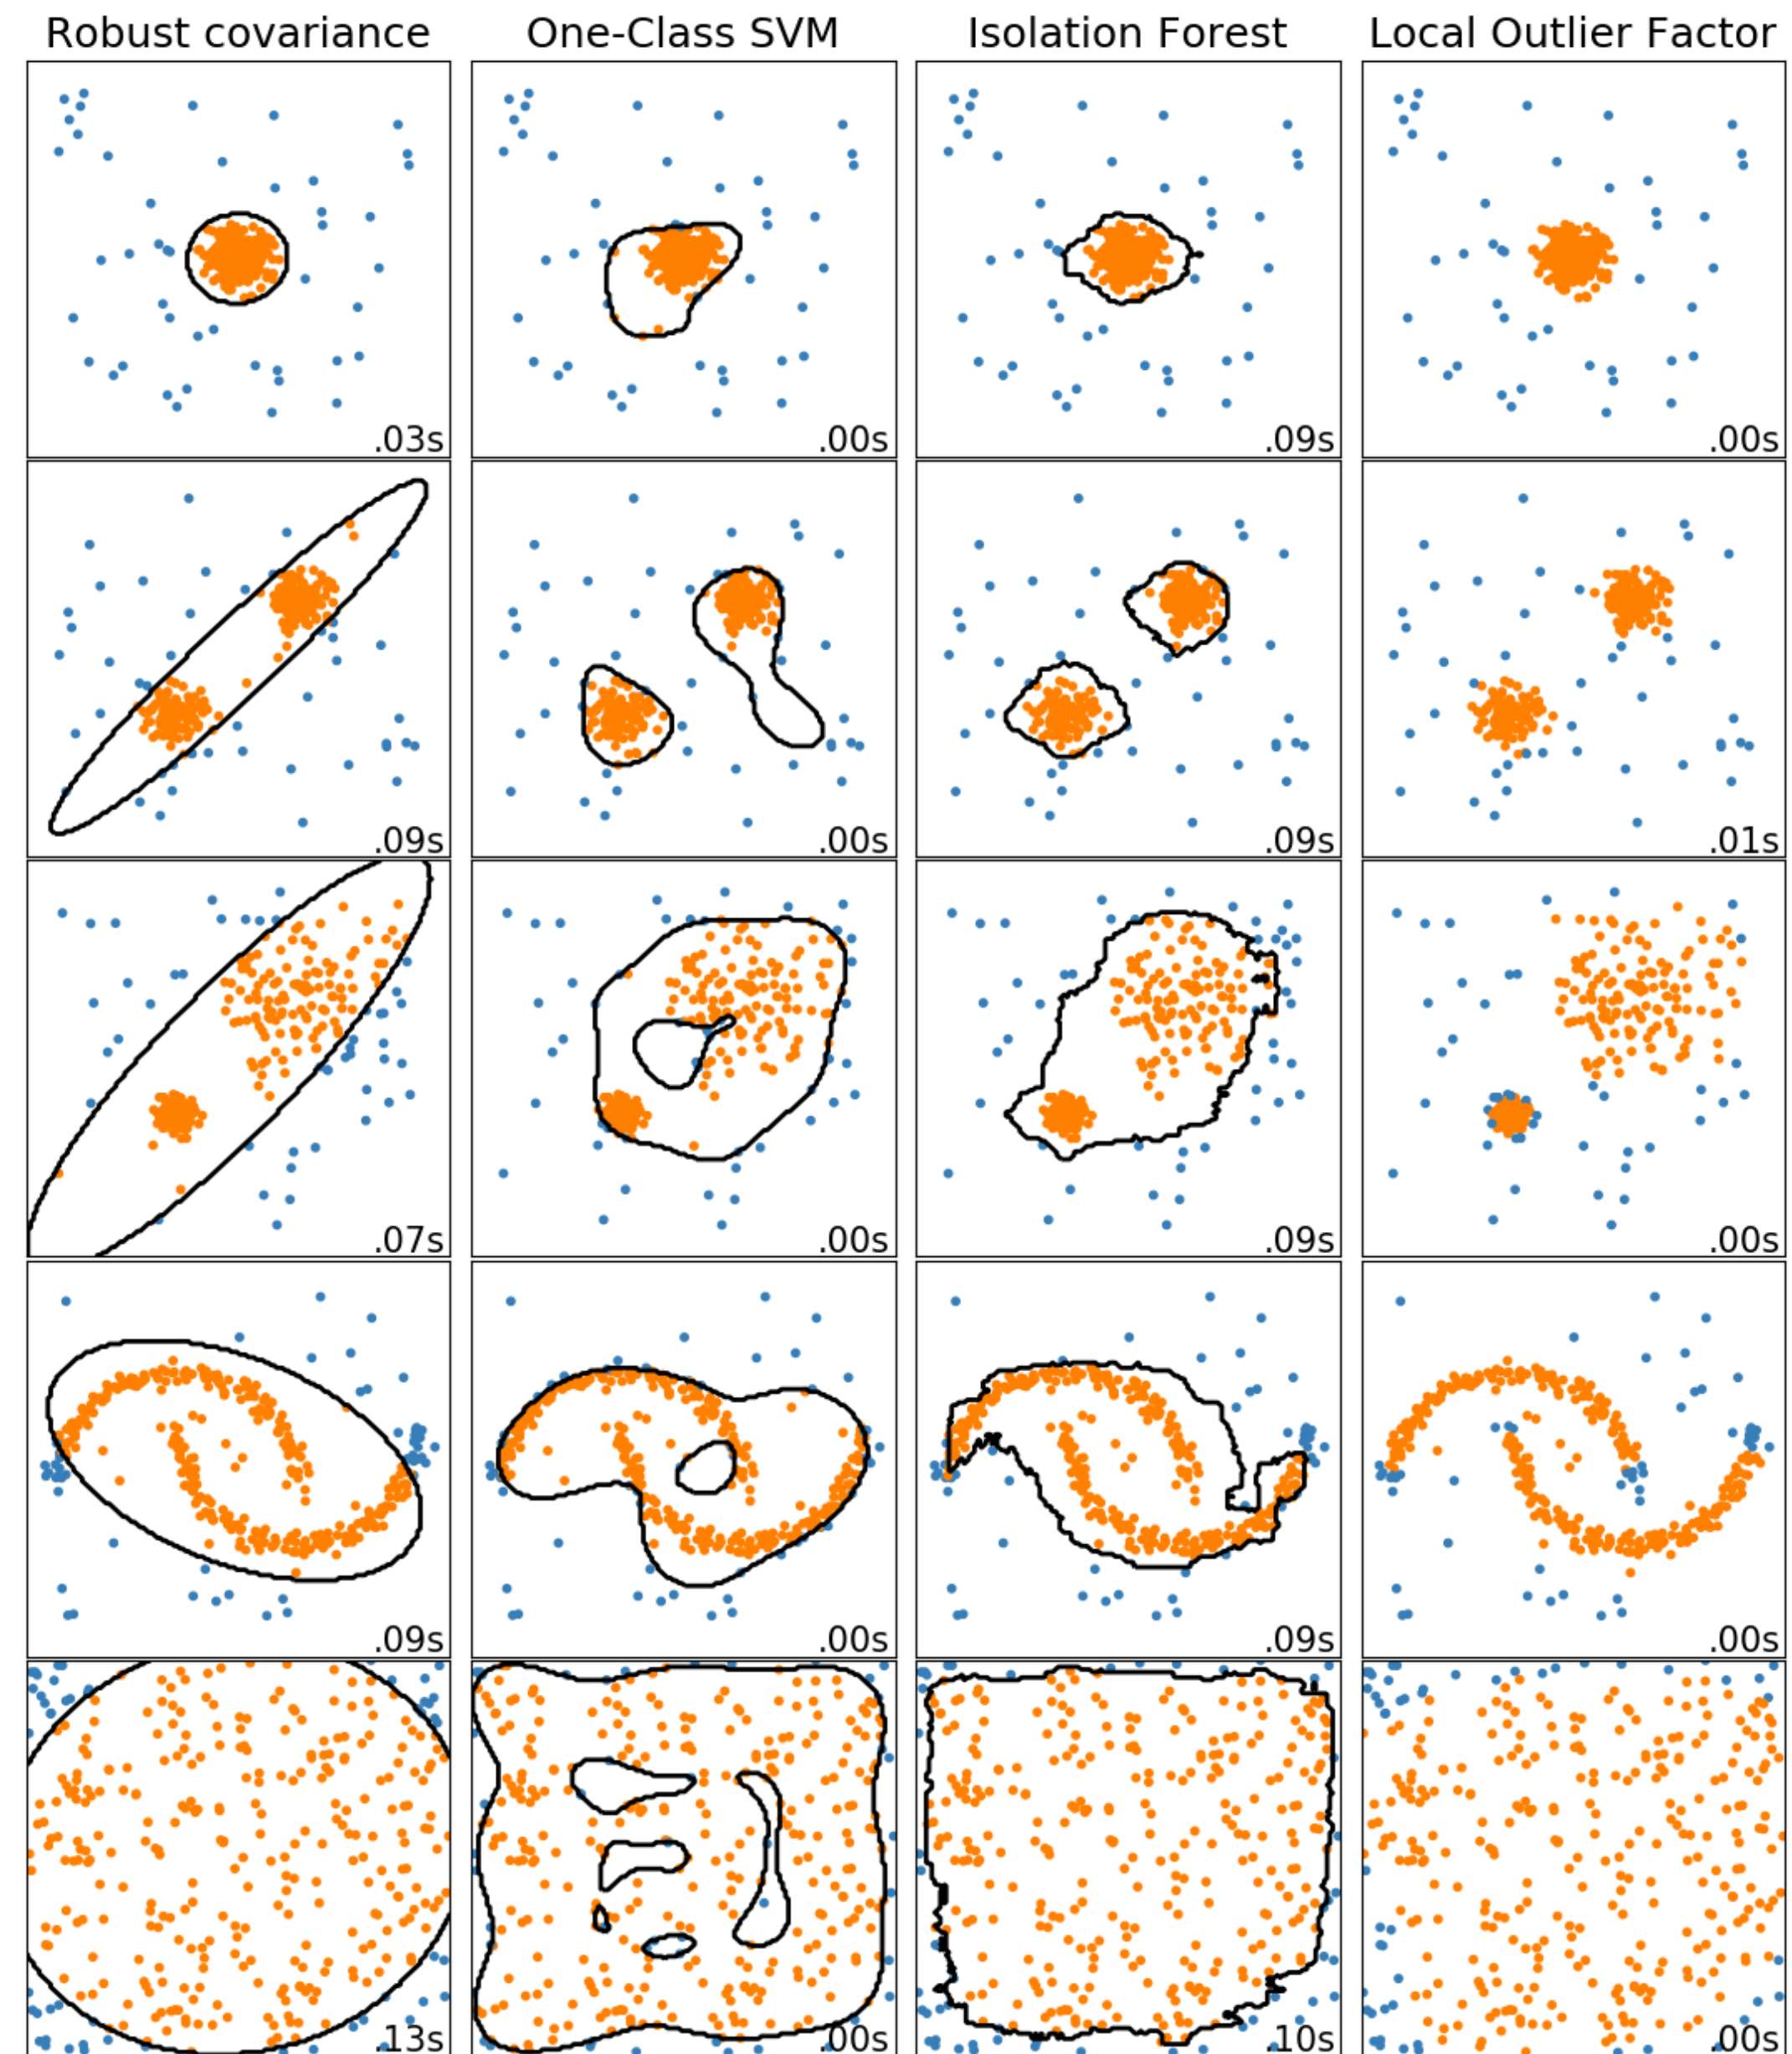 Robust covariance One-Class SVM Isolation Forest Local Outlier Factor
.03s .00s .09s .00s
.09s .00s .09s .01s
.07s .00s .09s .00s
.09s .00s .09s .00s
.13s .00s .10s .00s